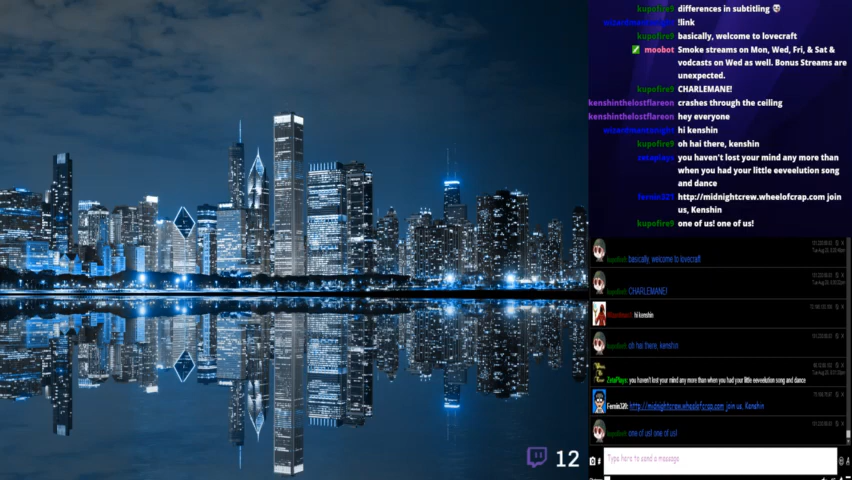 kupofire9 differences in subtitling
!link
kupofire9 basically, welcome to lovecraft
moobot Smoke streams on Mon, Wed, Fri, & Sat &
vodcasts on Wed as well. Bonus Streams are
unexpected.
kupofire9 CHARLEMANE!
kenshinthelostflareon crashes through the ceiling
kenshinthelostflareon hey everyone
hi kenshin
kupofire9 oh hai there, kenshin
zetaplays you haven't lost your mind any more than
when you had your little eeveelution song
and dance
fernin321 http://midnightcrew.wheelofcrap.com join
us, Kenshin
kupofire9 one of us! one of us!
kupofire9: basically, welcome to lovecraft
kupofire9: CHARLEMANE!
hi kenshin
kupofire9: oh hai there, kenshin
ZetaPlays: you haven't lost your mind any more than when you had your little eeveelution song and dance
http://midnightcrew.wheelofcrap.com join us, Kenshin
kupofire9: one of us! one of us!
12
Type here to send a message